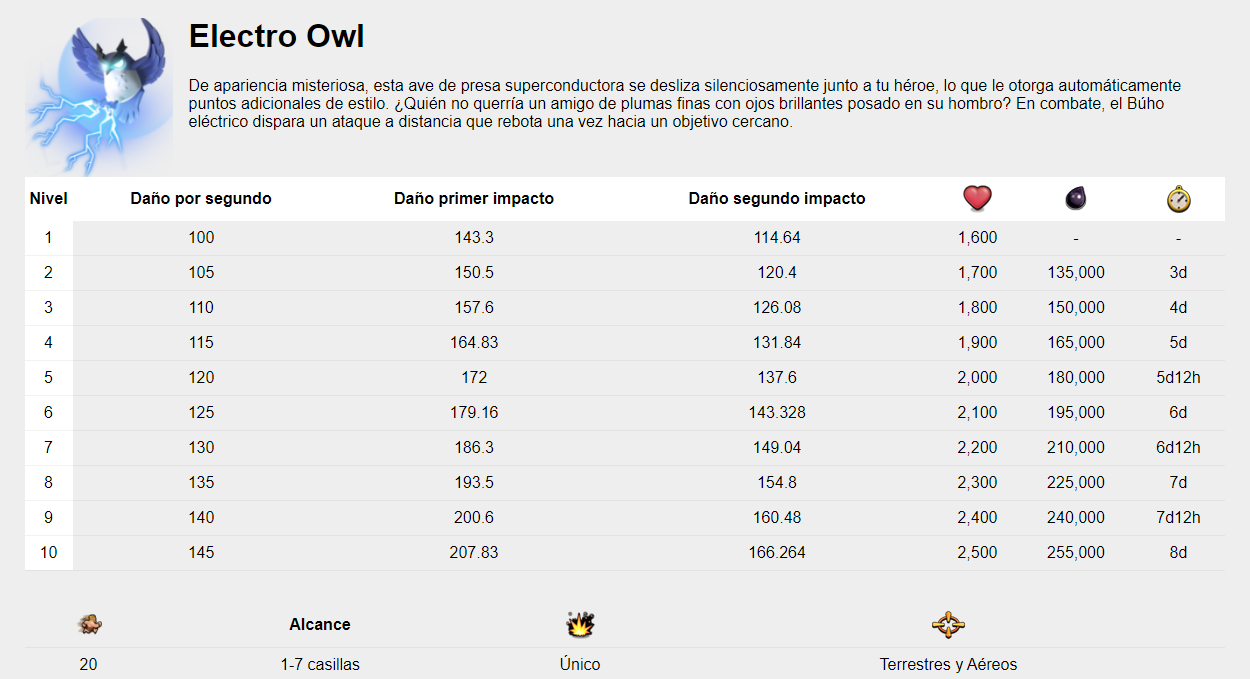 Electro Owl
De apariencia misteriosa, esta ave de presa superconductora se desliza silenciosamente junto a tu héroe, lo que le otorga automáticamente
puntos adicionales de estilo. ¿Quién no querría un amigo de plumas finas con ojos brillantes posado en su hombro? En combate, el Búho
eléctrico dispara un ataque a distancia que rebota una vez hacia un objetivo cercano.
Nivel Daño por segundo Daño primer impacto Daño segundo impacto
1 100 143.3 114.64 1,600 - -
2 105 150.5 120.4 1,700 135,000 3d
3 110 157.6 126.08 1,800 150,000 4d
4 115 164.83 131.84 1,900 165,000 5d
5 120 172 137.6 2,000 180,000 5d12h
6 125 179.16 143.328 2,100 195,000 6d
7 130 186.3 149.04 2,200 210,000 6d12h
8 135 193.5 154.8 2,300 225,000 7d
9 140 200.6 160.48 2,400 240,000 7d12h
10 145 207.83 166.264 2,500 255,000 8d
Alcance
20 1-7 casillas Único Terrestres y Aéreos